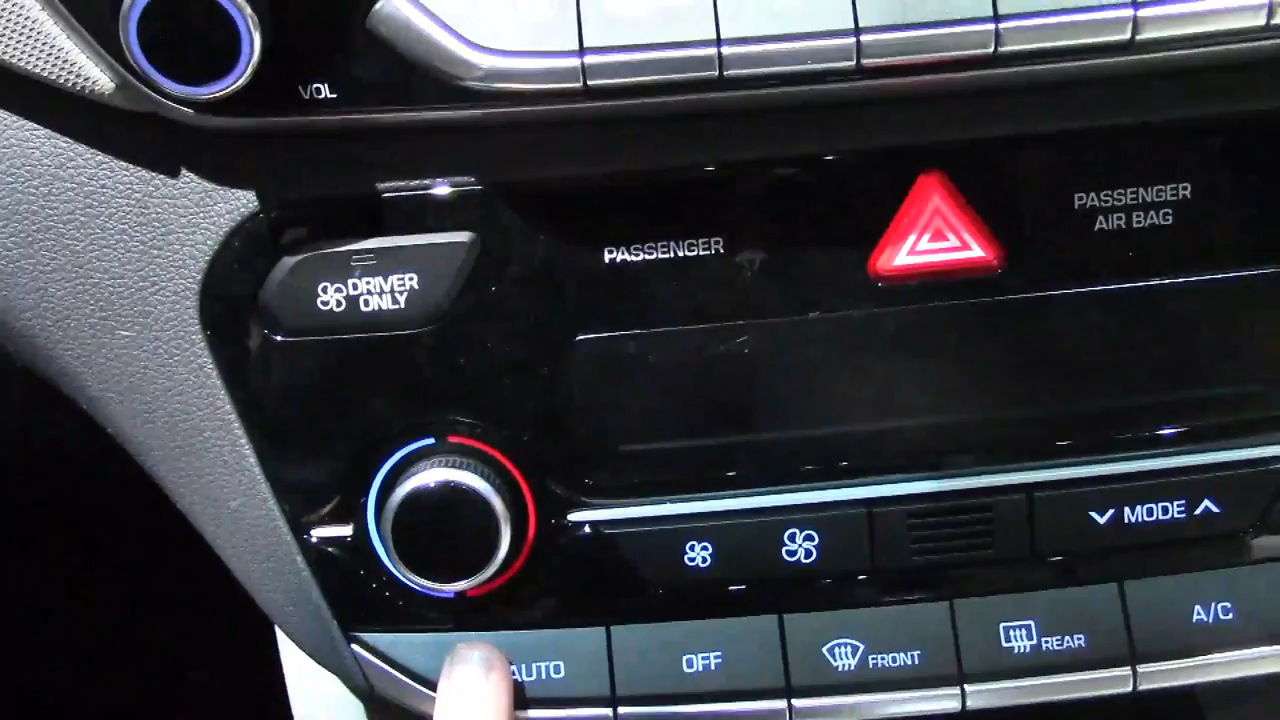 VOL
PASSENGER
AIR BAG
PASSENGER
DRIVER
ONLY
MODE
A/C
REAR
FRONT
OFF
AUTO